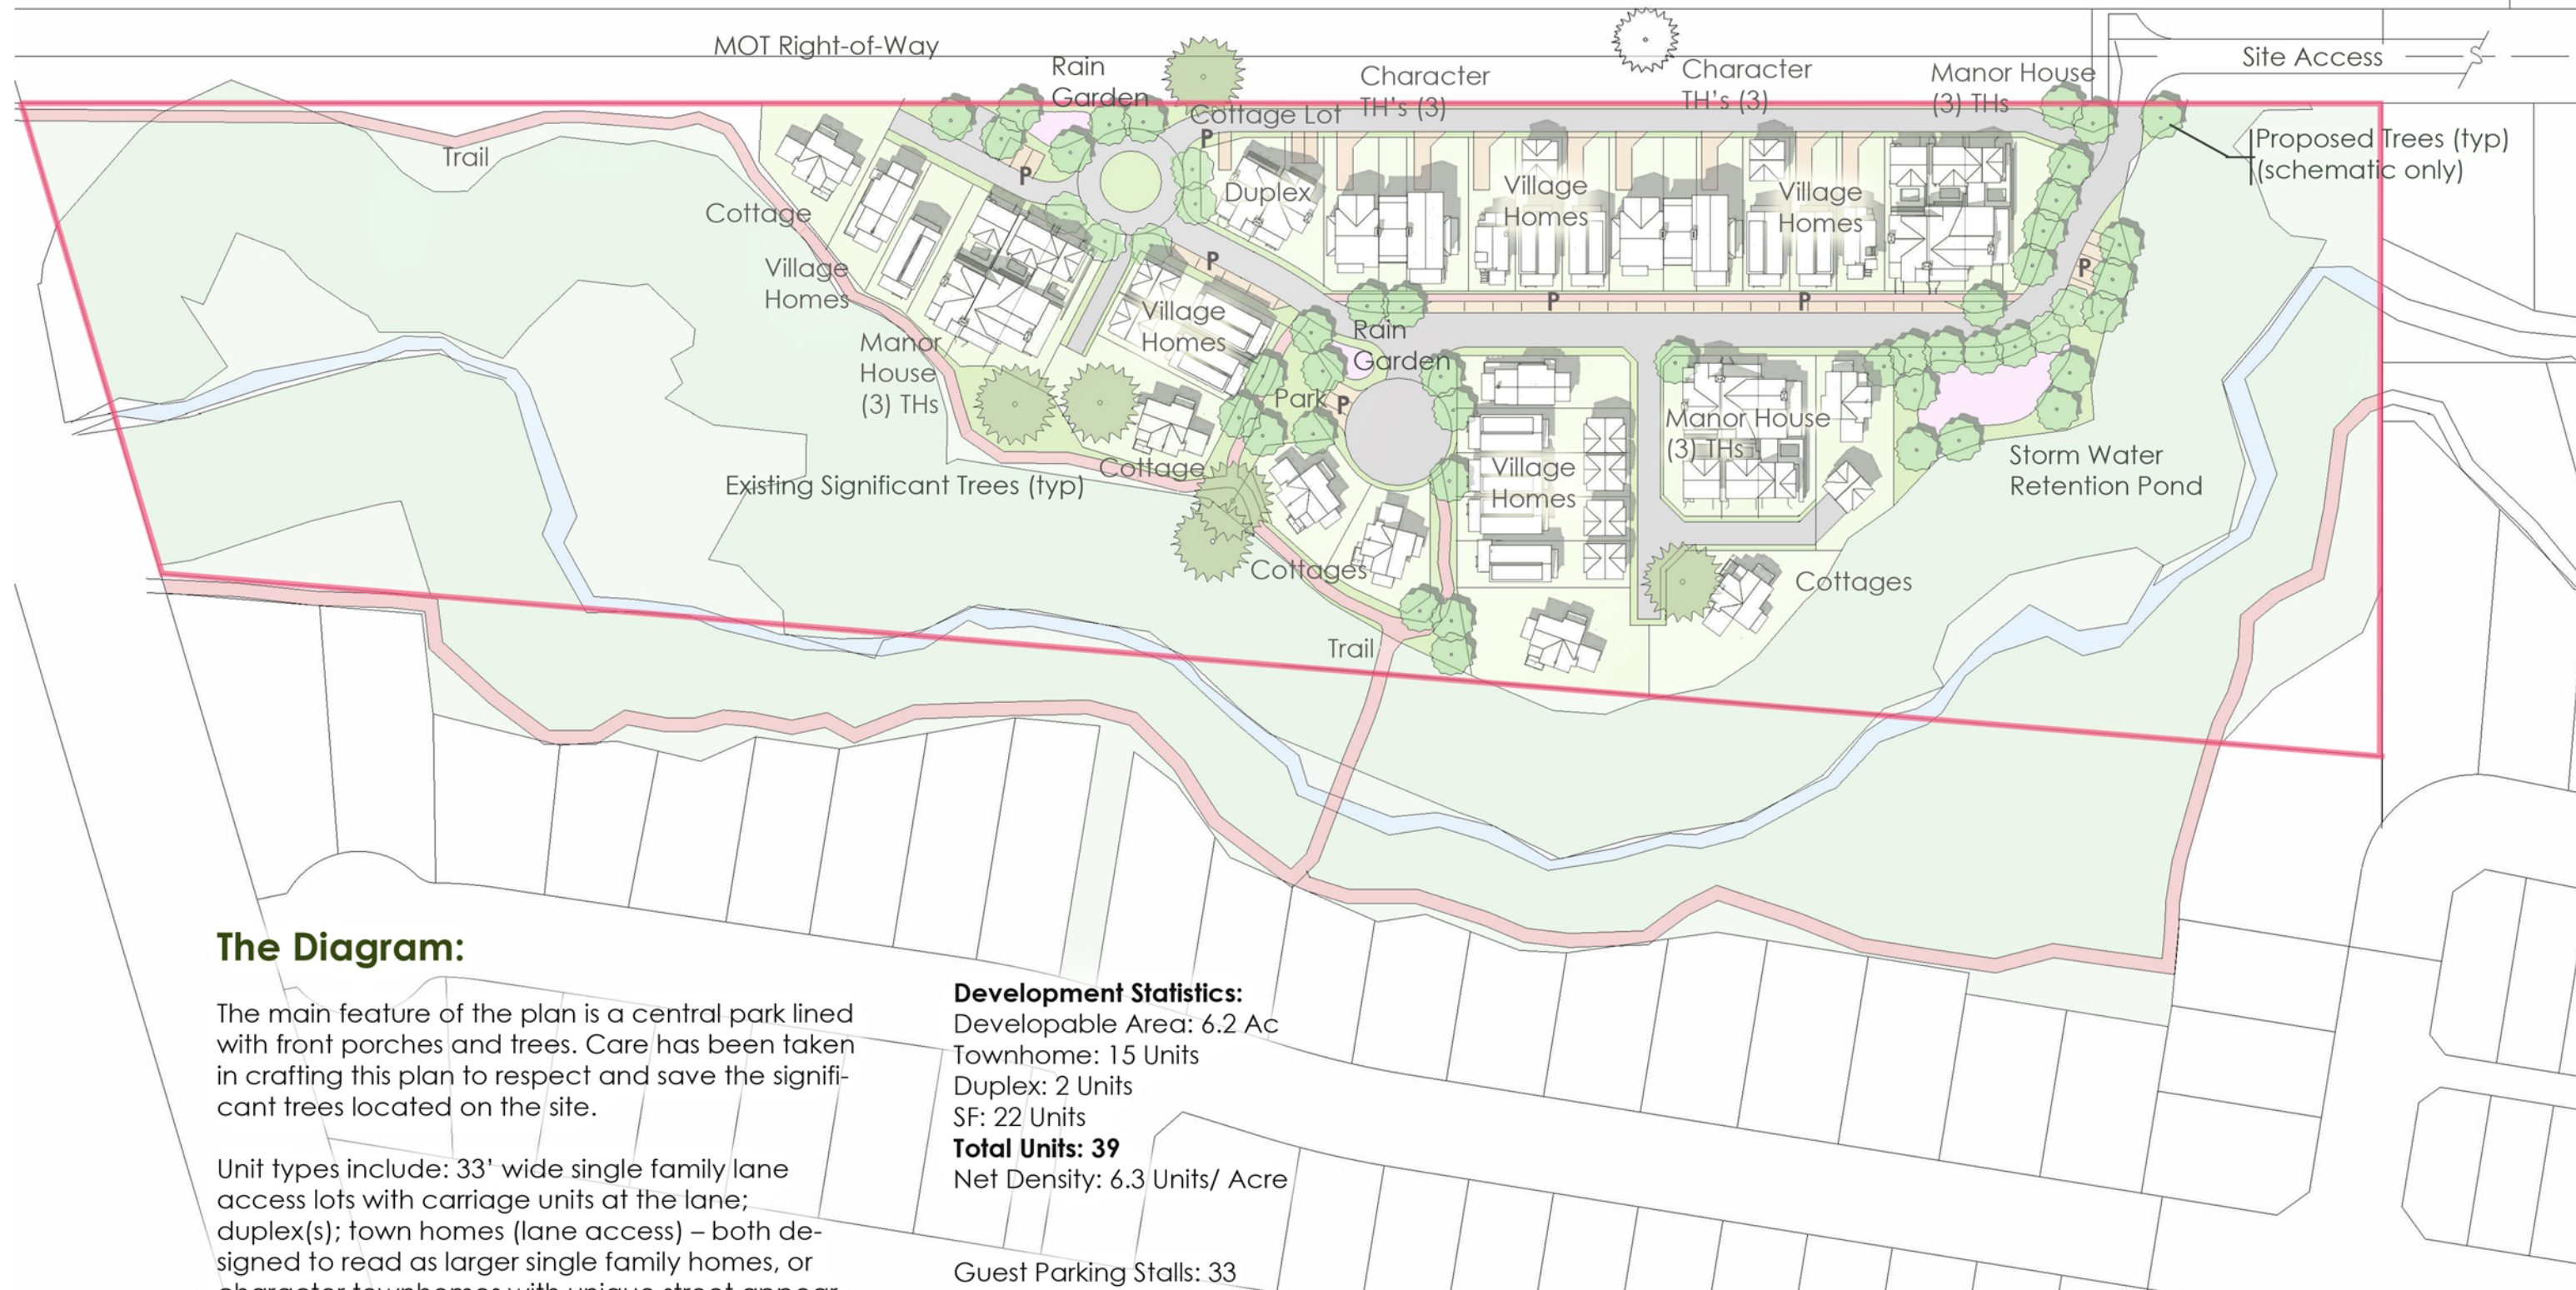 MOT Right-of-Way
Rain
Garden
Character
TH's (3)
Character
TH's (3)
Manor House
(3) THs
Site Access
S
Cottage Lot
P
Proposed Trees (typ)
(schematic only)
Trail
P
Duplex
Village
Homes
Village
Homes
Cottage
Village
Homes
P
P
P
P
Manor
House
(3) THs
Village
Homes
Rain
Garden
Park
P
Manor House
(3) THs
Cottage
Village
Homes
Storm Water
Retention Pond
Existing Significant Trees (typ)
Cottages
Cottages
Trail
The Diagram:
The main feature of the plan is a central park lined
with front porches and trees. Care has been taken
in crafting this plan to respect and save the signifi-
cant trees located on the site.
Unit types include: 33' wide single family lane
access lots with carriage units at the lane;
duplex(s); town homes (lane access) – both de-
signed to read as larger single family homes, or
character townhomes with unique street appear
Development Statistics:
Developable Area: 6.2 Ac
Townhome: 15 Units
Duplex: 2 Units
SF: 22 Units
Total Units: 39
Net Density: 6.3 Units/ Acre
Guest Parking Stalls: 33